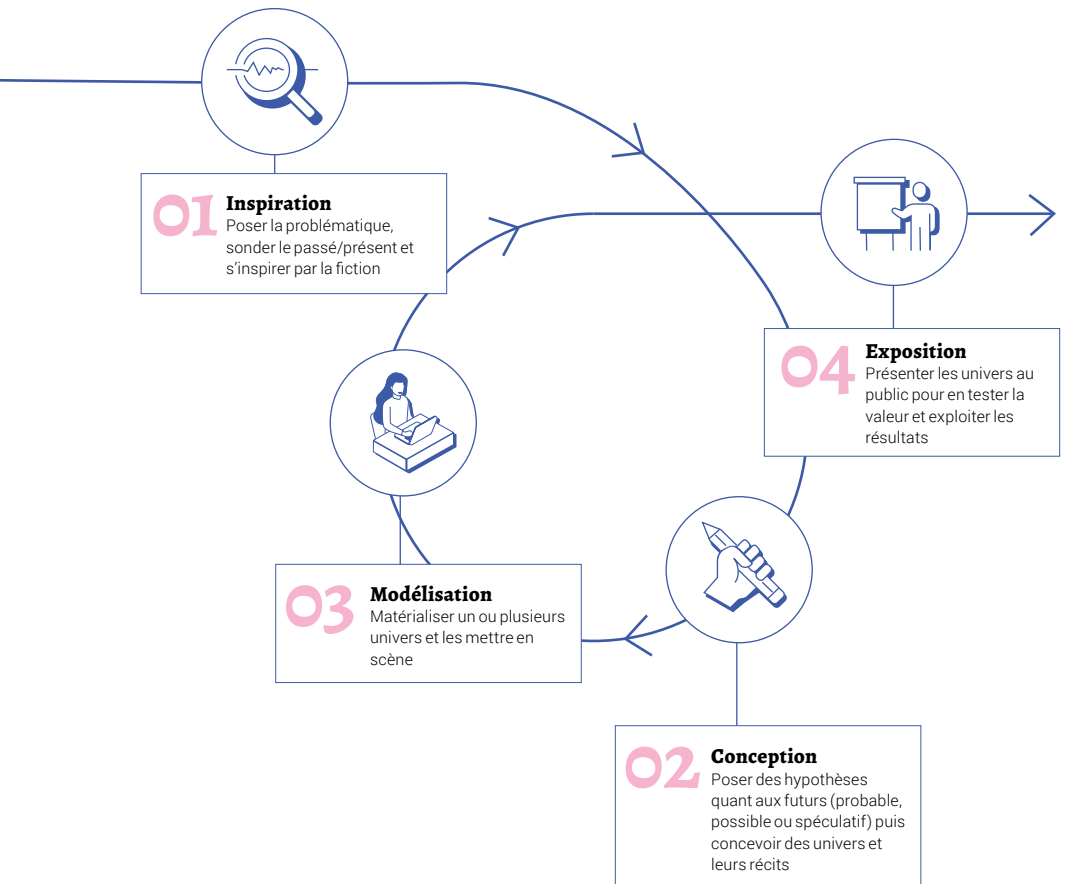 01
Inspiration
Poser la problématique,
sonder le passé/présent et
s’inspirer par la fiction
02
Conception
Poser des hypothèses
quant aux futurs (probable,
possible ou spéculatif) puis
concevoir des univers et
leurs récits
03
Modélisation
Matérialiser un ou plusieurs
univers et les mettre en
scène
04
Exposition
Présenter les univers au
public pour en tester la
valeur et exploiter les
résultats